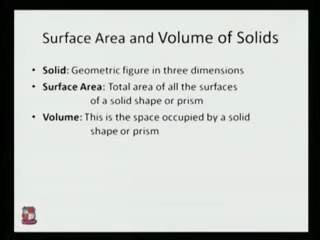 Surface Area and Volume of Solids
• Solid: Geometric figure in three dimensions
• Surface Area: Total area of all the surfaces
of a solid shape or prism
• Volume: This is the space occupied by a solid
shape or prism